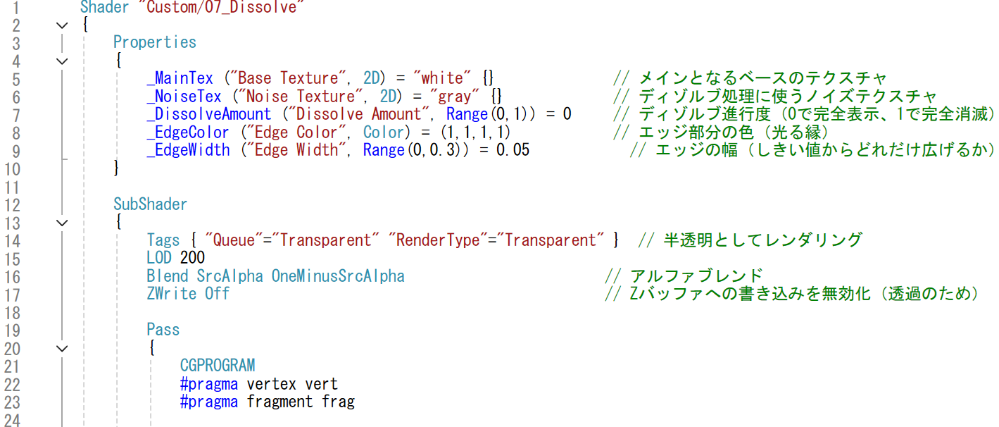 1 Shader "Custom/07_Dissolve"
2 {
3 Properties
4 {
5 _MainTex ("Base Texture", 2D) = "white" {} // メインとなるベースのテクスチャ
6 _NoiseTex ("Noise Texture", 2D) = "gray" {} // ディゾルブ処理に使うノイズテクスチャ
7 _DissolveAmount ("Dissolve Amount", Range(0,1)) = 0 // ディゾルブ進行度（0で完全表示、1で完全消滅）
8 _EdgeColor ("Edge Color", Color) = (1,1,1,1) // エッジ部分の色（光る縁）
9 _EdgeWidth ("Edge Width", Range(0,0.3)) = 0.05 // エッジの幅（しきい値からどれだけ広げるか）
10 }
11
12 SubShader
13 {
14 Tags { "Queue"="Transparent" "RenderType"="Transparent" } // 半透明としてレンダリング
15 LOD 200
16 Blend SrcAlpha OneMinusSrcAlpha // アルファブレンド
17 ZWrite Off // Zバッファへの書き込みを無効化（透過のため）
18
19 Pass
20 {
21 CGPROGRAM
22 #pragma vertex vert
23 #pragma fragment frag
24